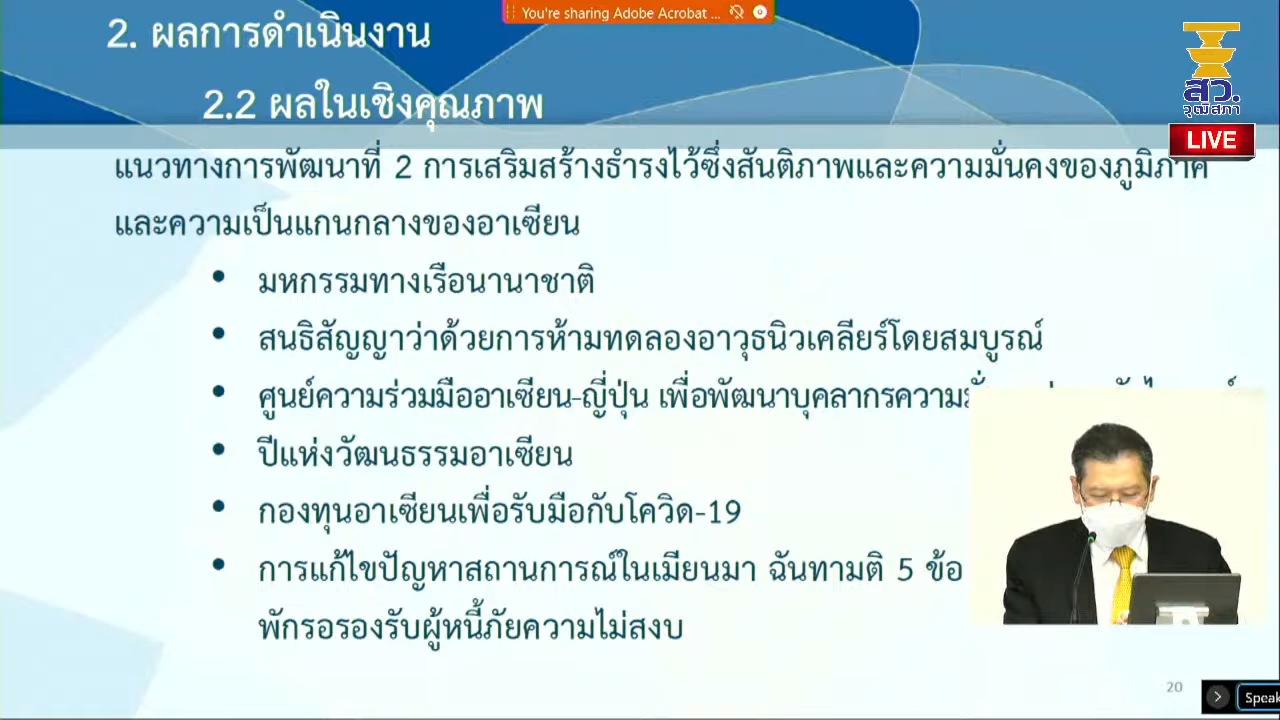 You're sharing Adobe Acrobat ...
2. ผลการดำเนินงาน
2.2 ผลในเชิงคุณภาพ
สว.
วุฒิสภา
LIVE
แนวทางการพัฒนาที่ 2 การเสริมสร้างธำรงไว้ซึ่งสันติภาพและความมั่นคงของภูมิภาค
และความเป็นแกนกลางของอาเซียน
• มหกรรมทางเรือนานาชาติ
• สนธิสัญญาว่าด้วยการห้ามทดลองอาวุธนิวเคลียร์โดยสมบูรณ์
• ศูนย์ความร่วมมืออาเซียน-ญี่ปุ่น เพื่อพัฒนาบุคลากรความ
• ปีแห่งวัฒนธรรมอาเซียน
• กองทุนอาเซียนเพื่อรับมือกับโควิด-19
• การแก้ไขปัญหาสถานการณ์ในเมียนมา ฉันทามติ 5 ข้อ
พักรอรองรับผู้หนีภัยความไม่สงบ
20
Speak